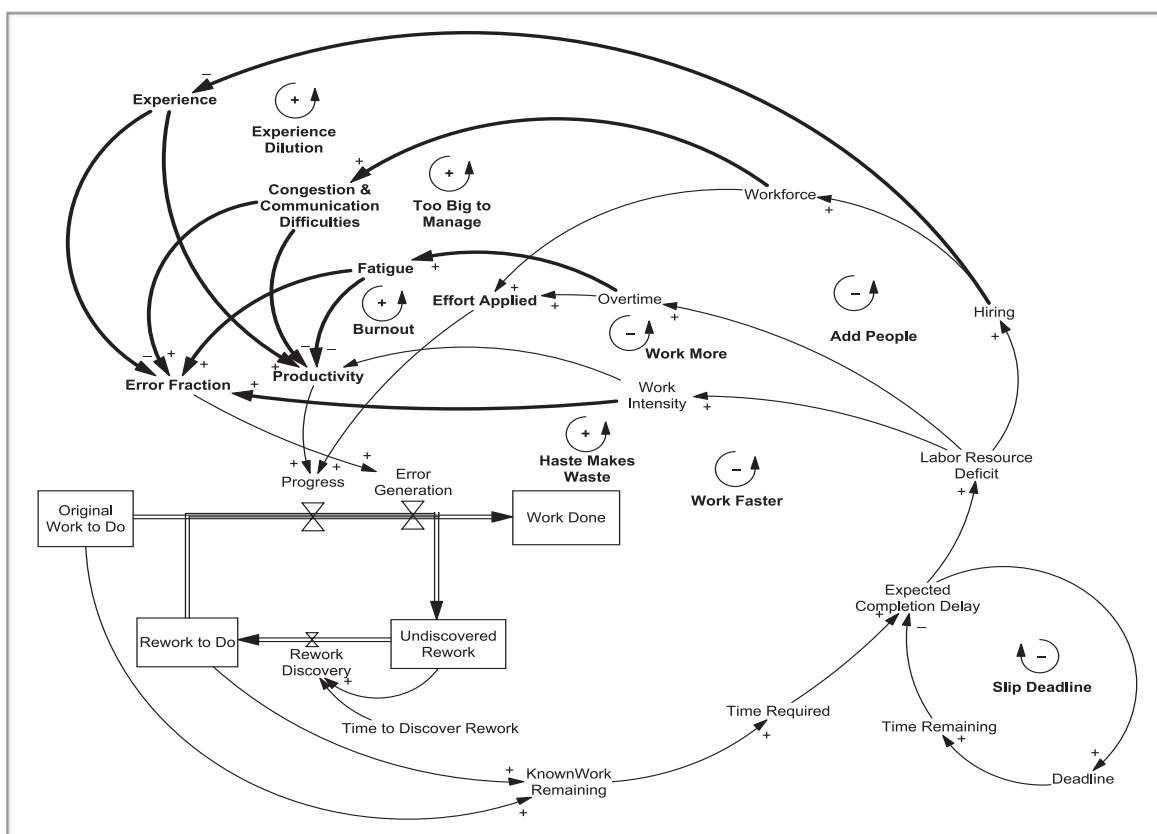 –
Experience
+
Experience
Dilution
+
Congestion &
Communication
Difficulties
+
Too Big to
Manage
Workforce
+
Fatigue
+
+
Burnout
Effort Applied
+
+
Overtime
+
–
Work More
–
Add People
Hiring
+
–
+
+
Error Fraction
+
+
–
–
Productivity
Work
Intensity
+
+
Haste Makes
Waste
–
Work Faster
Labor Resource
Deficit
+
+
+
Progress
+
Error
Generation
Original
Work to Do
Work Done
Rework to Do
Undiscovered
Rework
Rework
Discovery
+
Time to Discover Rework
Expected
Completion Delay
+
–
–
Slip Deadline
Time Required
+
Time Remaining
+
+
Deadline
+
KnownWork
Remaining
+